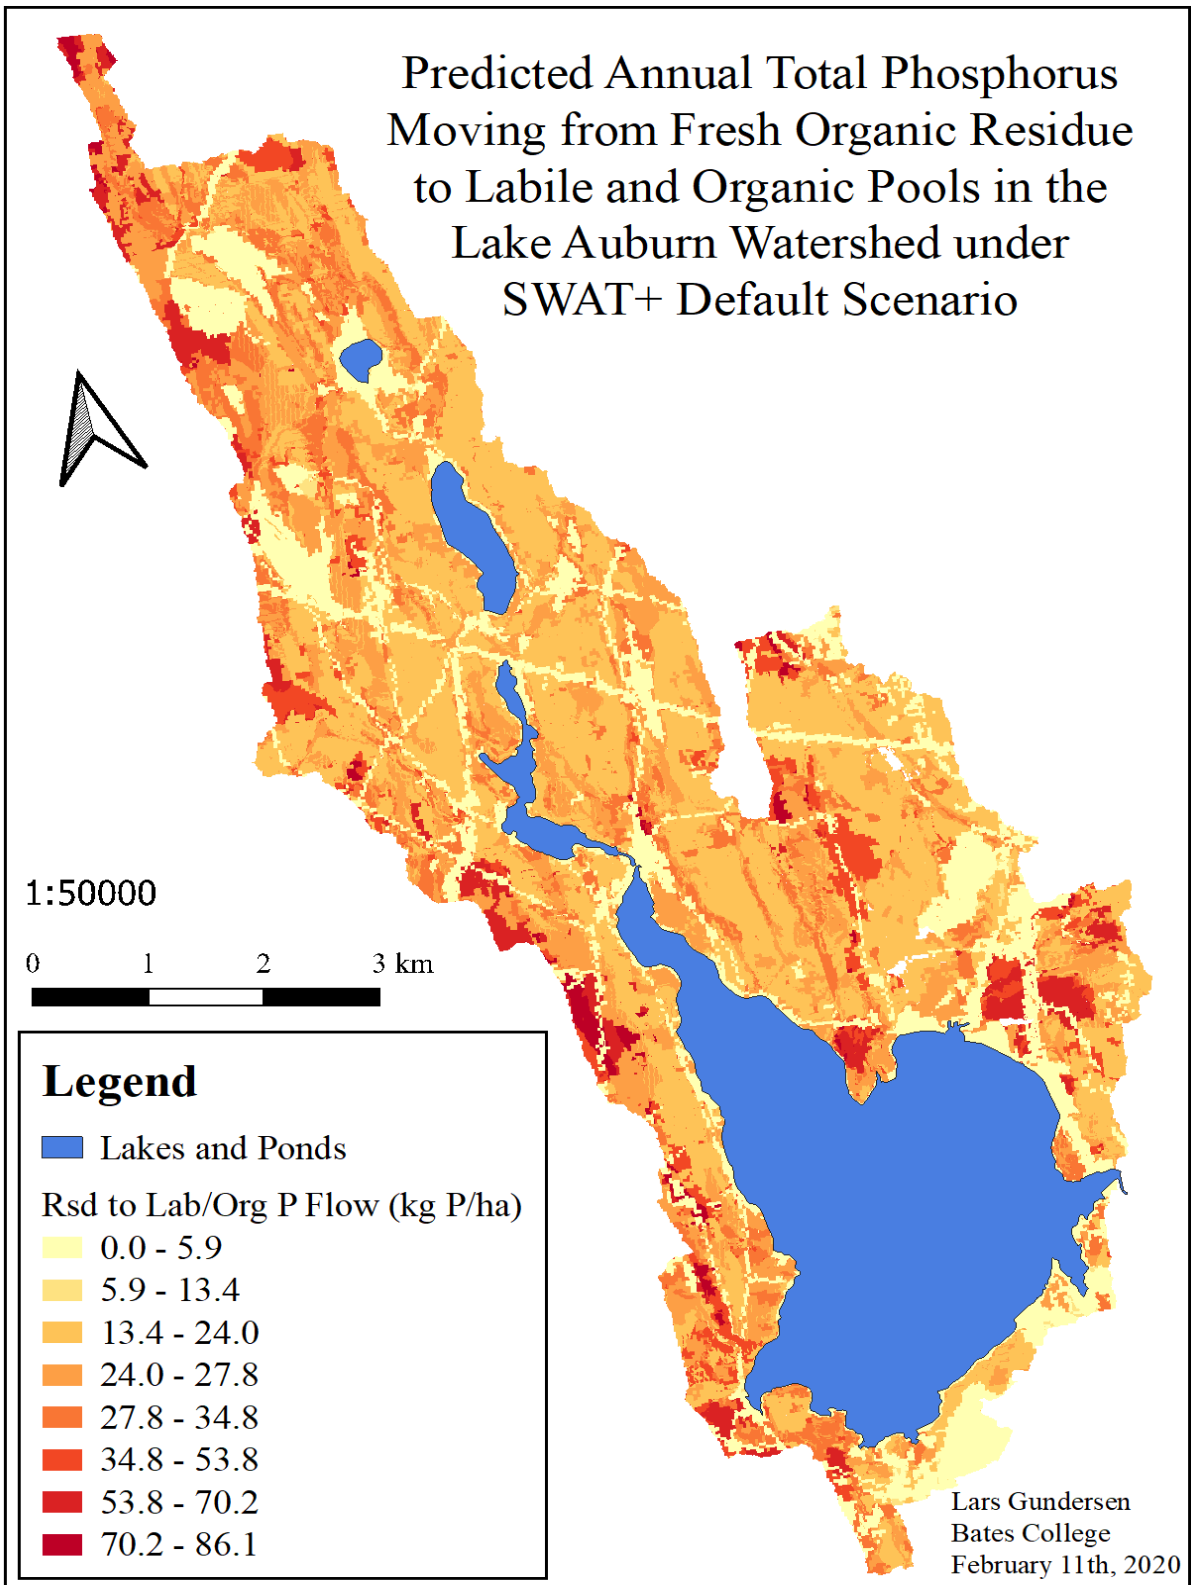 Predicted Annual Total Phosphorus
Moving from Fresh Organic Residue
to Labile and Organic Pools in the
Lake Auburn Watershed under
SWAT+ Default Scenario
1:50000
0 1 2 3 km
Legend
Lakes and Ponds
Rsd to Lab/Org P Flow (kg P/ha)
0.0 - 5.9
5.9 - 13.4
13.4 - 24.0
24.0 - 27.8
27.8 - 34.8
34.8 - 53.8
53.8 - 70.2
70.2 - 86.1
Lars Gundersen
Bates College
February 11th, 2020